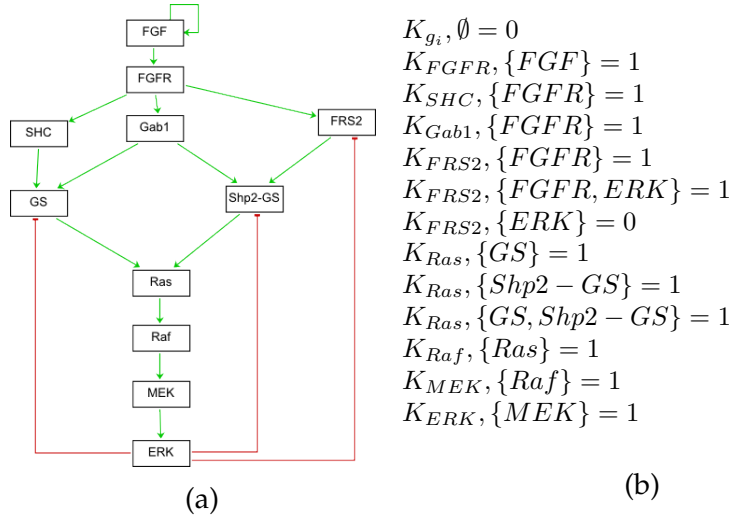 FGF
FGFR
SHC
Gab1
FRS2
GS
Shp2-GS
Ras
Raf
MEK
ERK
(a)
K_{g_i}, ∅ = 0
K_{FGFR}, {FGF} = 1
K_{SHC}, {FGFR} = 1
K_{Gab1}, {FGFR} = 1
K_{FRS2}, {FGFR} = 1
K_{FRS2}, {FGFR, ERK} = 1
K_{FRS2}, {ERK} = 0
K_{Ras}, {GS} = 1
K_{Ras}, {Shp2 − GS} = 1
K_{Ras}, {GS, Shp2 − GS} = 1
K_{Raf}, {Ras} = 1
K_{MEK}, {Raf} = 1
K_{ERK}, {MEK} = 1
(b)